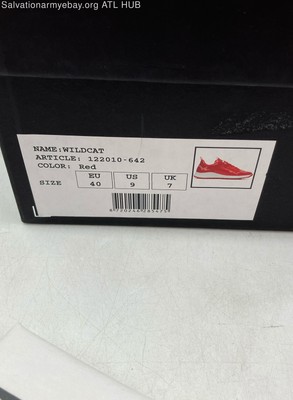 Salvationarmyebay.org ATL HUB
NAME:WILDCAT
ARTICLE: 122010-642
COLOR: Red
SIZE
EU US UK
40 9 7